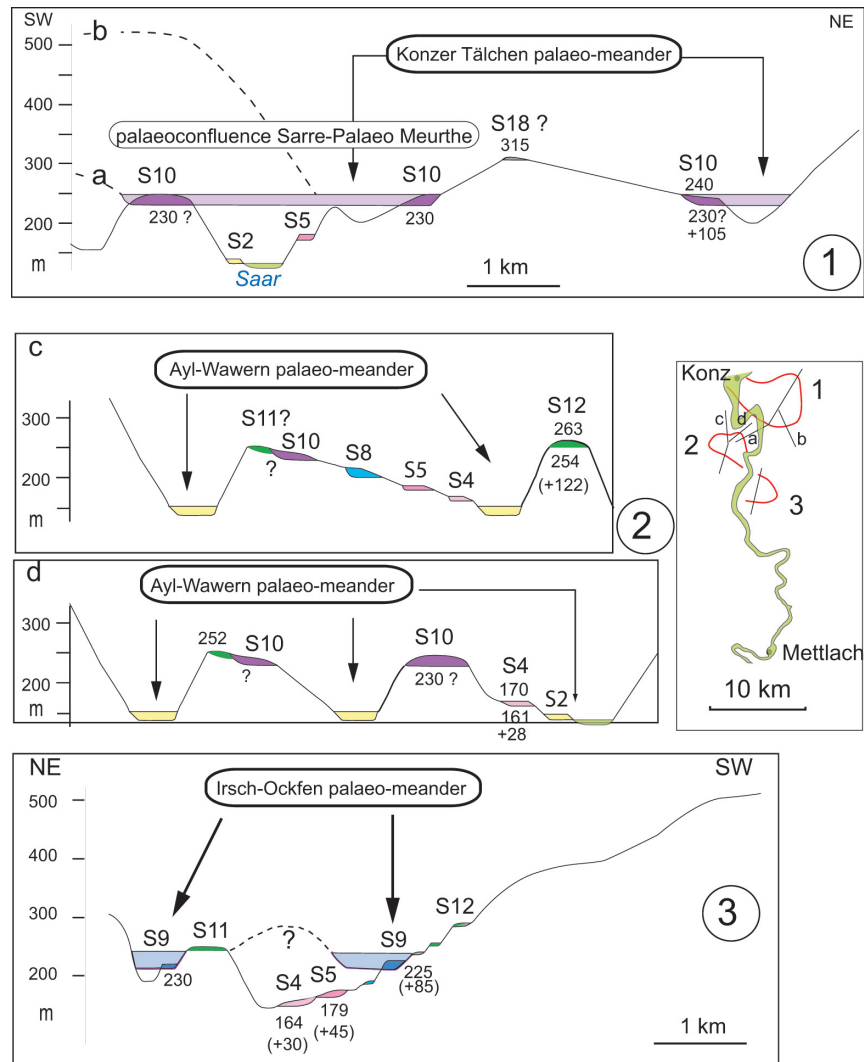 SW
NE
500
400
300
200
m
b
a
Konzer Tälchen palaeo-meander
palaeoconfluence Sarre-Palaeo Meurthe
S18 ?
315
S10
230 ?
S10
230
S10
240
230?
+105
S2
S5
Saar
1 km
1
c
Ayl-Wawern palaeo-meander
300
200
m
S11?
S10
?
S8
S5
S4
S12
263
254
(+122)
2
d
Ayl-Wawern palaeo-meander
300
250
200
m
252
S10
?
S10
230 ?
S4
170
161
+28
S2
Konz
1
c
d
a
b
2
3
Mettlach
10 km
NE
SW
Irsch-Ockfen palaeo-meander
500
400
300
200
m
S9
230
S11
?
S9
225
(+85)
S12
S4
S5
164
(+30)
179
(+45)
3
1 km